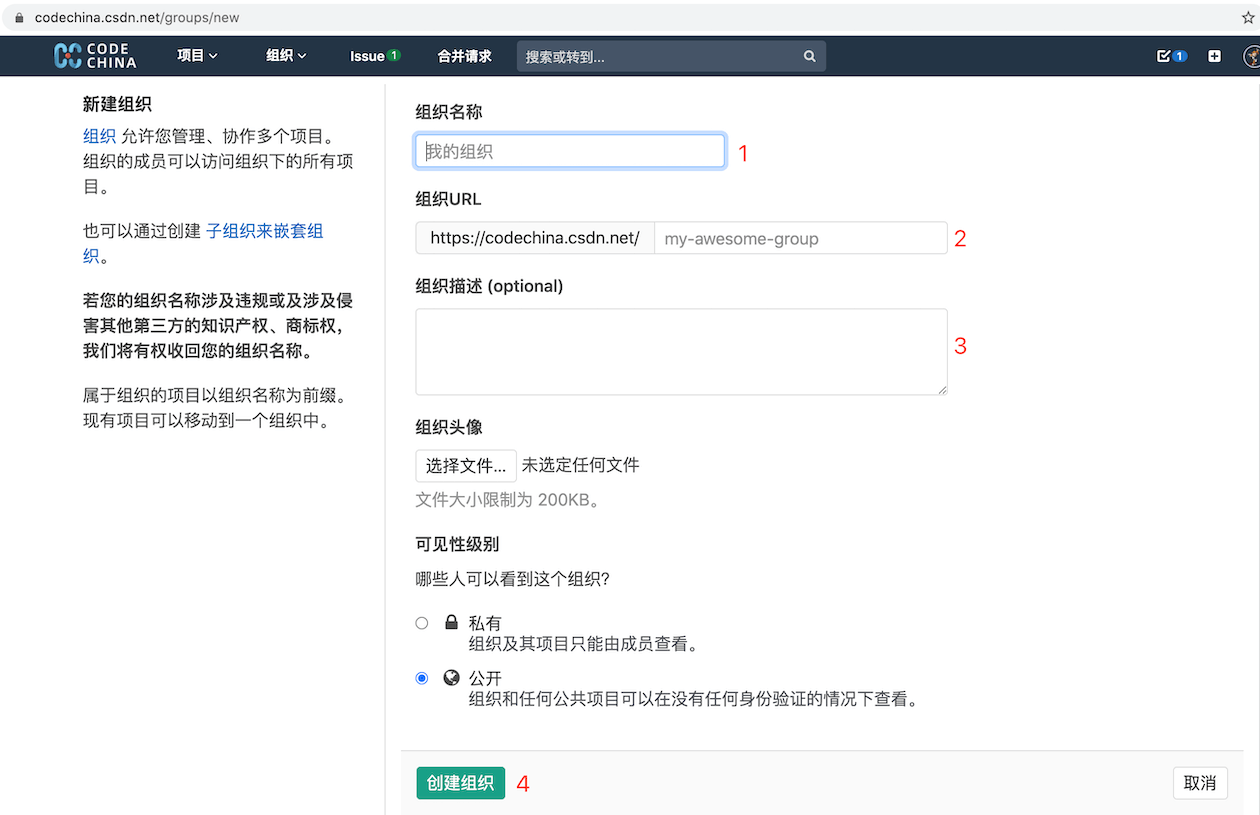 codechina.csdn.net/groups/new
CODE
CHINA
项目 组织 Issue 1 合并请求 搜索或转到... 1
新建组织
组织 允许您管理、协作多个项目。
组织的成员可以访问组织下的所有项
目。
也可以通过创建 子组织来嵌套组
织。
若您的组织名称涉及违规或及涉及侵
害其他第三方的知识产权、商标权，
我们将有权收回您的组织名称。
属于组织的项目以组织名称为前缀。
现有项目可以移动到一个组织中。
组织名称
我的组织 1
组织URL
https://codechina.csdn.net/ my-awesome-group 2
组织描述 (optional)
3
组织头像
选择文件... 未选定任何文件
文件大小限制为 200KB。
可见性级别
哪些人可以看到这个组织?
私有
组织及其项目只能由成员查看。
公开
组织和任何公共项目可以在没有任何身份验证的情况下查看。
创建组织 4 取消